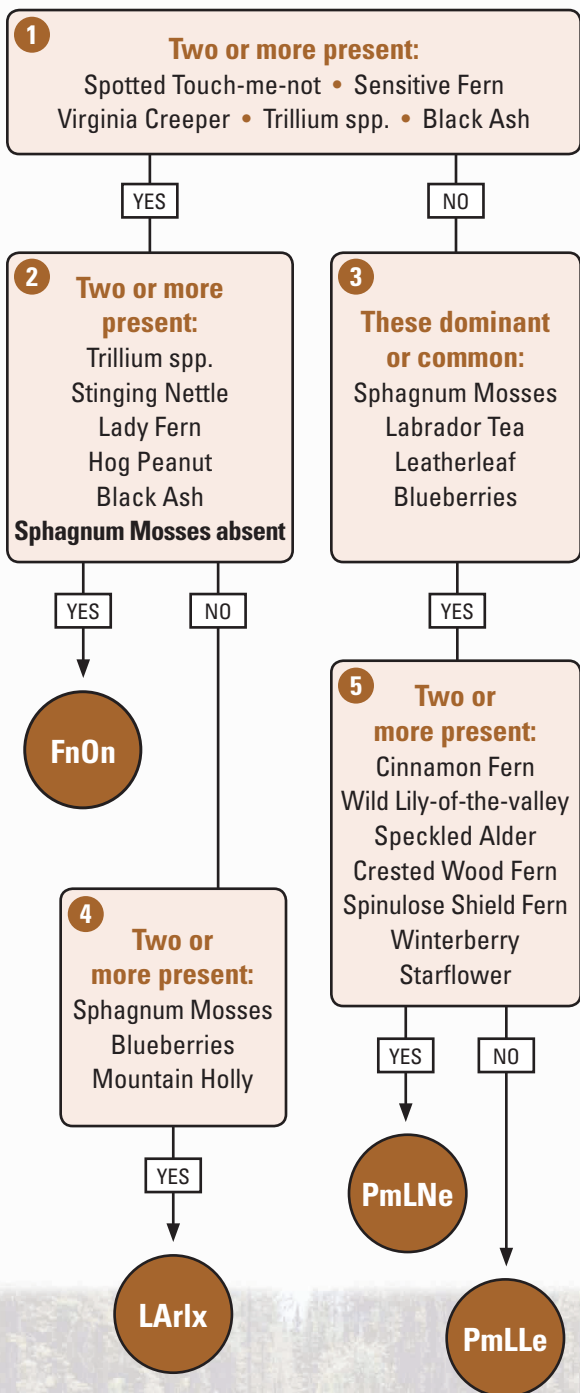 1
Two or more present:
Spotted Touch-me-not • Sensitive Fern
Virginia Creeper • Trillium spp. • Black Ash
YES
NO
2
Two or more
present:
Trillium spp.
Stinging Nettle
Lady Fern
Hog Peanut
Black Ash
Sphagnum Mosses absent
3
These dominant
or common:
Sphagnum Mosses
Labrador Tea
Leatherleaf
Blueberries
YES
NO
YES
FnOn
5
Two or
more present:
Cinnamon Fern
Wild Lily-of-the-valley
Speckled Alder
Crested Wood Fern
Spinulose Shield Fern
Winterberry
Starflower
4
Two or
more present:
Sphagnum Mosses
Blueberries
Mountain Holly
YES
NO
YES
PmLNe
LArIx
PmLLe